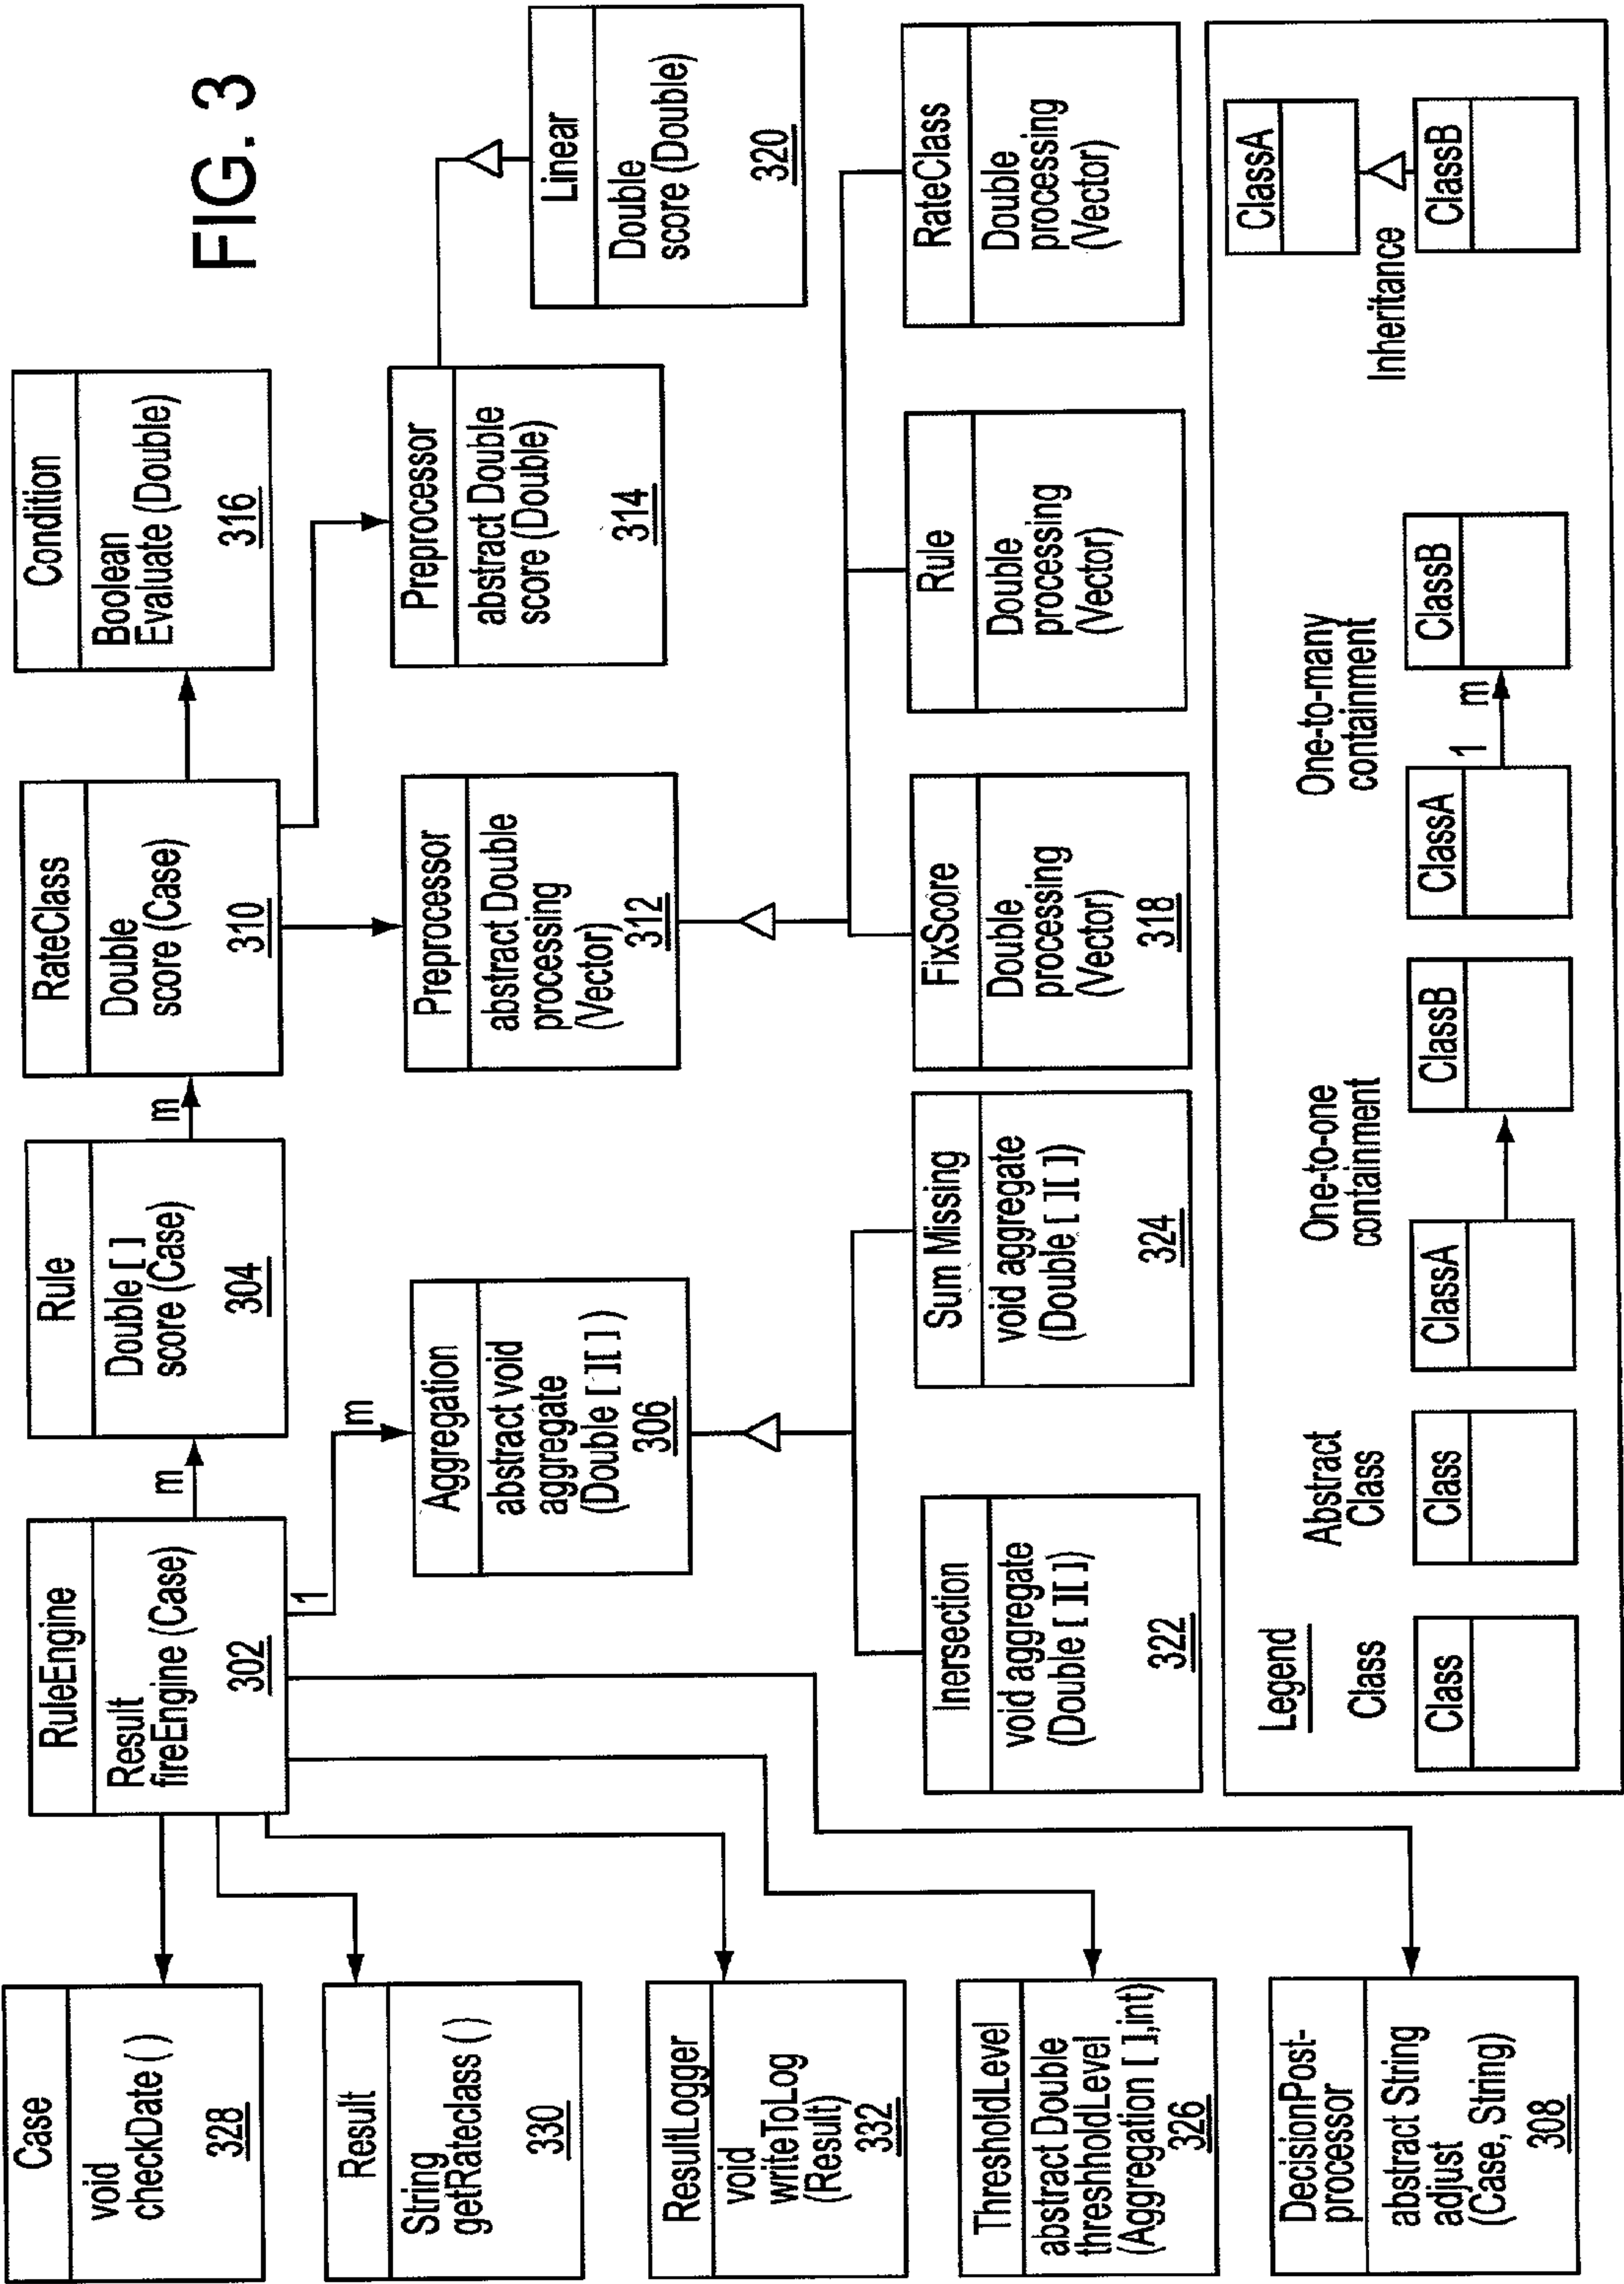 FIG. 3
Case
void
checkDate ( )
328
Result
String
getRateclass ( )
330
ResultLogger
void
writeToLog
(Result)
332
ThresholdLevel
abstract Double
threshholdLevel
(Aggregation [ ],int)
326
DecisionPost-
processor
abstract String
adjust
(Case, String)
308
RuleEngine
Result
fireEngine (Case)
302
m
1
m
Rule
Double [ ]
score (Case)
304
m
RateClass
Double
score (Case)
310
Condition
Boolean
Evaluate (Double)
316
Aggregation
abstract void
aggregate
(Double [ ][ ] )
306
Preprocessor
abstract Double
processing
(Vector)
312
Preprocessor
abstract Double
score (Double)
314
Linear
Double
score (Double)
320
Inersection
void aggregate
(Double [ ][ ] )
322
Sum Missing
void aggregate
(Double [ ][ ] )
324
FixScore
Double
processing
(Vector)
318
Rule
Double
processing
(Vector)
RateClass
Double
processing
(Vector)
Legend
Class
Class
Abstract
Class
Class
One-to-one
containment
ClassA
ClassB
One-to-many
containment
ClassA
1
m
ClassB
Inheritance
ClassA
ClassB